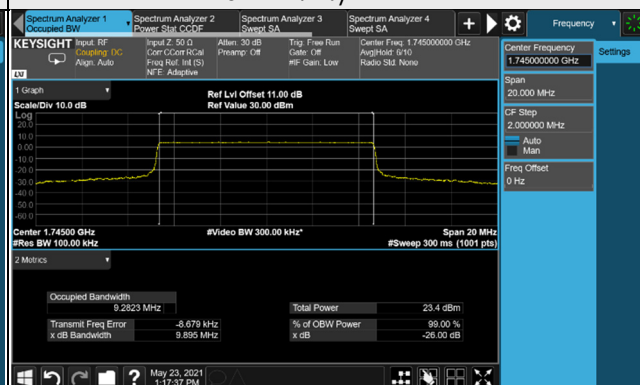 Spectrum Analyzer 1
Occupied BW
Spectrum Analyzer 2
Power Stat CCDF
Spectrum Analyzer 3
Swept SA
Spectrum Analyzer 4
Swept SA
Frequency
KEYSIGHT
Input: RF
Coupling: DC
Align: Auto
Input Z: 50 Ω
Corr CCorr RCal
Freq Ref: Int (S)
NFE: Adaptive
Atten: 30 dB
Preamp: Off
Trig: Free Run
Gate: Off
#IF Gain: Low
Center Freq: 1.745000000 GHz
Avg|Hold: 6/10
Radio Std: None
LXI
Center Frequency
1.745000000 GHz
Settings
Span
20.000 MHz
CF Step
2.000000 MHz
Auto
Man
Freq Offset
0 Hz
1 Graph
Scale/Div 10.0 dB
Ref Lvl Offset 11.00 dB
Ref Value 30.00 dBm
Log
20.0
10.0
0.00
-10.0
-20.0
-30.0
-40.0
-50.0
-60.0
Center 1.74500 GHz
#Res BW 100.00 kHz
#Video BW 300.00 kHz*
Span 20 MHz
#Sweep 300 ms (1001 pts)
2 Metrics
Occupied Bandwidth
9.2823 MHz
Total Power 23.4 dBm
Transmit Freq Error -8.679 kHz
% of OBW Power 99.00 %
x dB Bandwidth 9.895 MHz
x dB -26.00 dB
May 23, 2021
1:17:37 PM